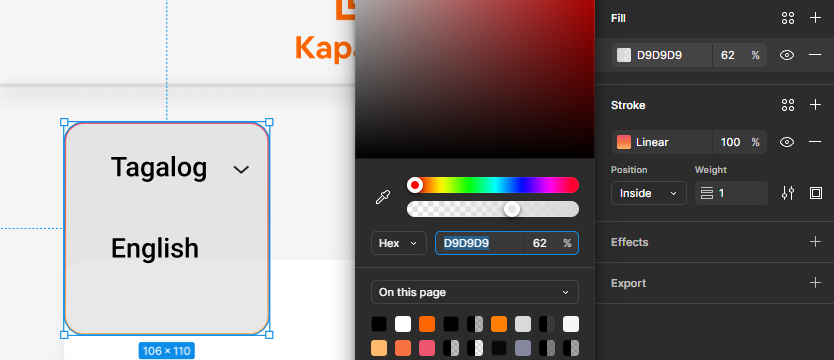 Kapa
Tagalog
English
106 × 110
Hex
D9D9D9
62
%
On this page
Fill
D9D9D9
62
%
Stroke
Linear
100
%
Position
Weight
Inside
1
Effects
Export